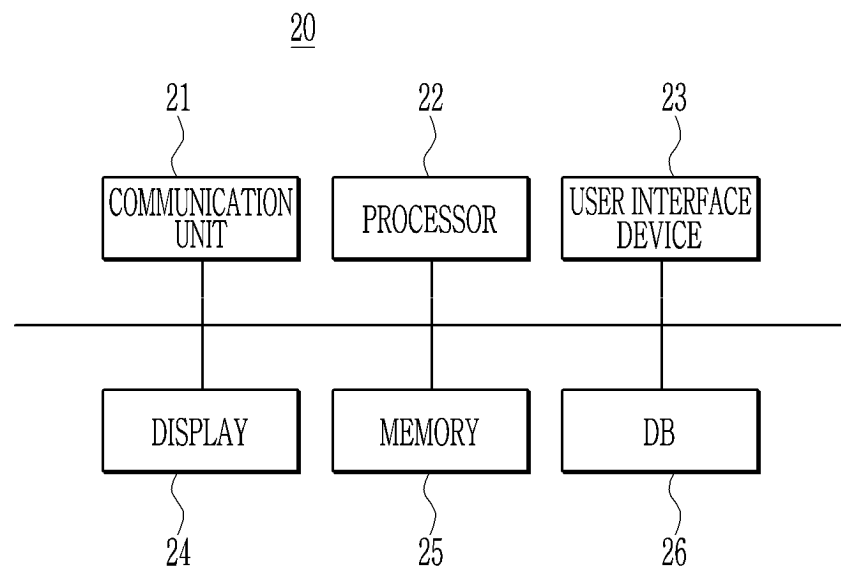 20
21
22
23
COMMUNICATION
UNIT
PROCESSOR
USER INTERFACE
DEVICE
DISPLAY
MEMORY
DB
24
25
26